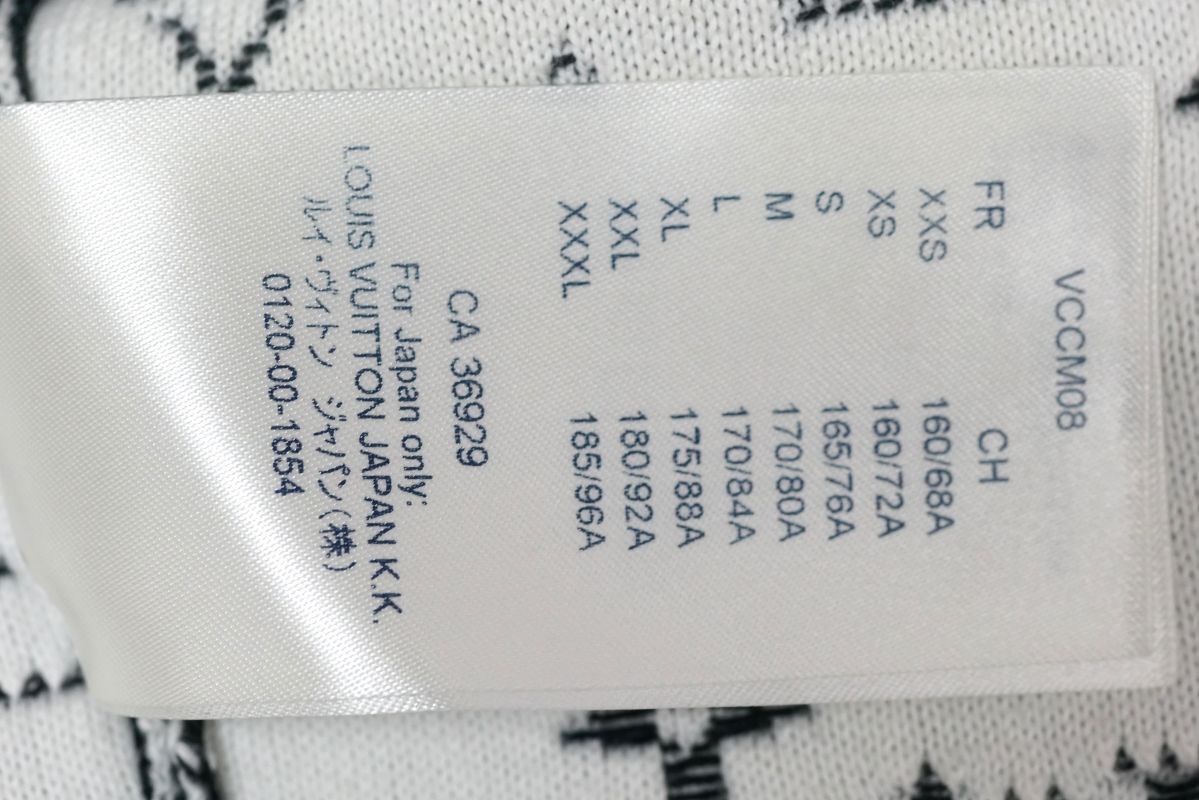 VCCM08
FR CH
XXS 160/68A
XS 160/72A
S 165/76A
M 170/80A
L 170/84A
XL 175/88A
XXL 180/92A
XXXL 185/96A
CA 36929
For Japan only:
LOUIS VUITTON JAPAN K.K.
ルイ・ヴィトン ジャパン(株)
0120-00-1854